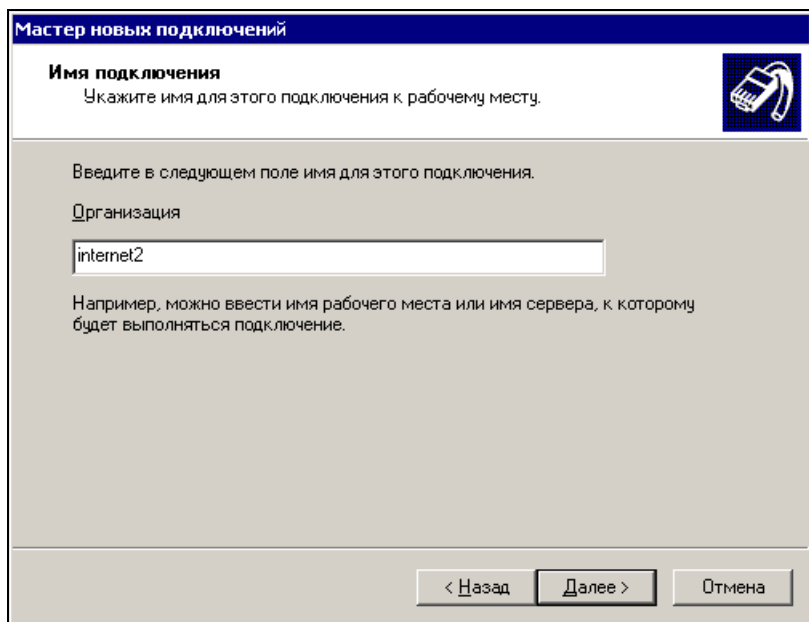 Мастер новых подключений
Имя подключения
Укажите имя для этого подключения к рабочему месту.
Введите в следующем поле имя для этого подключения.
Организация
internet2
Например, можно ввести имя рабочего места или имя сервера, к которому
будет выполняться подключение.
< Назад Далее > Отмена